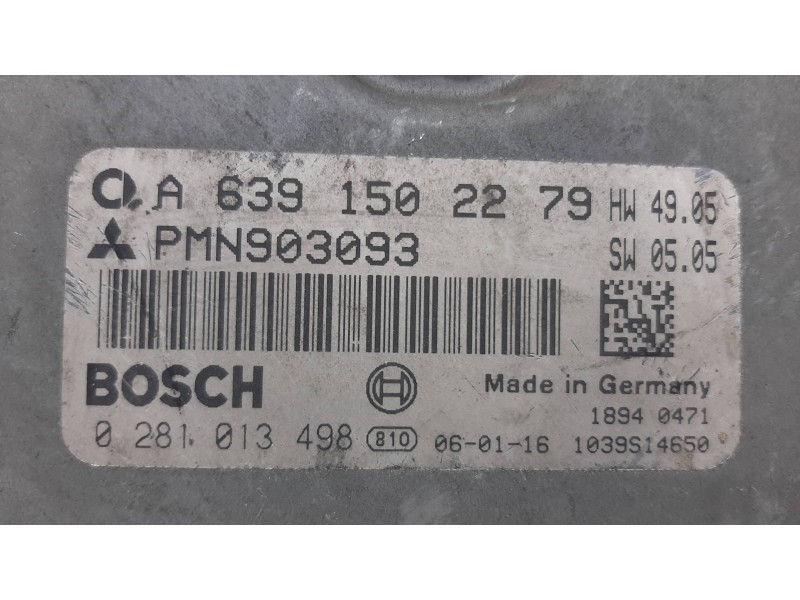 A 639 150 22 79 HW 49.05
PMN903093 SW 05.05
BOSCH Made in Germany
1894 0471
0 281 013 498 810 06-01-16 1039S14650